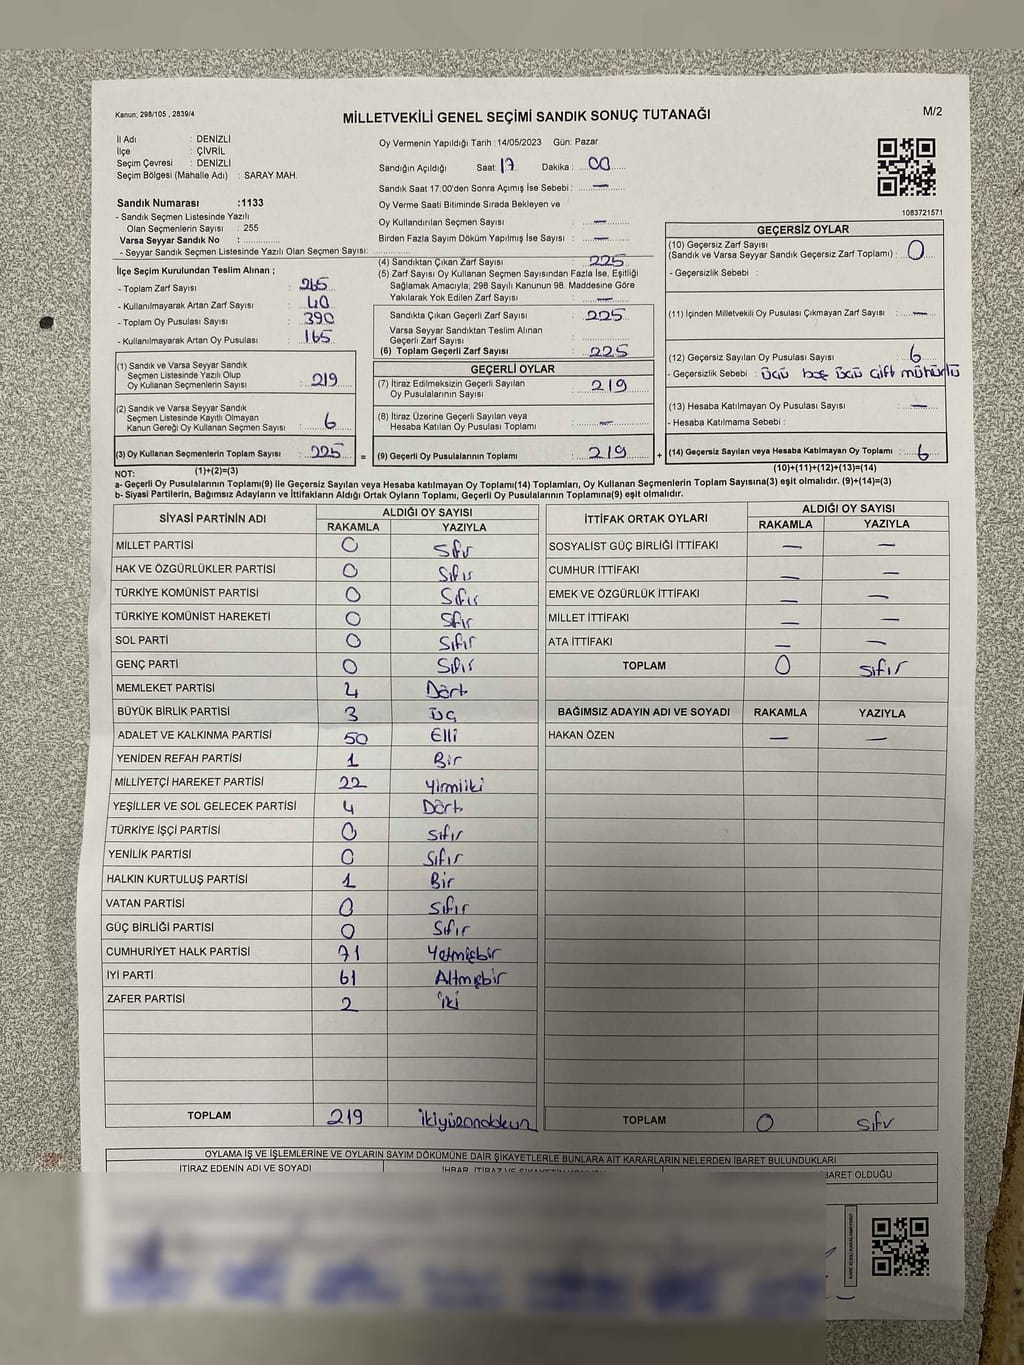 Kanun; 298/105 , 2839/4
MİLLETVEKİLİ GENEL SEÇİMİ SANDIK SONUÇ TUTANAĞI
M/2
İl Adı : DENİZLİ
İlçe : ÇİVRİL
Seçim Çevresi : DENİZLİ
Seçim Bölgesi (Mahalle Adı) : SARAY MAH.
Sandık Numarası :1133
- Sandık Seçmen Listesinde Yazılı
Olan Seçmenlerin Sayısı : 255
Varsa Seyyar Sandık No :
- Seyyar Sandık Seçmen Listesinde Yazılı Olan Seçmen Sayısı:
Oy Vermenin Yapıldığı Tarih :14/05/2023 Gün: Pazar
Sandığın Açıldığı Saat: 17 Dakika : 00
Sandık Saat 17:00'den Sonra Açımış İse Sebebi : —
Oy Verme Saati Bitiminde Sırada Bekleyen ve
Oy Kullandırılan Seçmen Sayısı : —
Birden Fazla Sayım Döküm Yapılmış İse Sayısı : —
1083721571
İlçe Seçim Kurulundan Teslim Alınan ;
- Toplam Zarf Sayısı : 265
- Kullanılmayarak Artan Zarf Sayısı : 40
- Toplam Oy Pusulası Sayısı : 390
- Kullanılmayarak Artan Oy Pusulası : 165
(1) Sandık ve Varsa Seyyar Sandık
Seçmen Listesinde Yazılı Olup
Oy Kullanan Seçmenlerin Sayısı : 219
(2) Sandık ve Varsa Seyyar Sandık
Seçmen Listesinde Kayıtlı Olmayan
Kanun Gereği Oy Kullanan Seçmen Sayısı : 6
(3) Oy Kullanan Seçmenlerin Toplam Sayısı : 225 =
(4) Sandıktan Çıkan Zarf Sayısı : 225
(5) Zarf Sayısı Oy Kullanan Seçmen Sayısından Fazla İse, Eşitliği
Sağlamak Amacıyla; 298 Sayılı Kanunun 98. Maddesine Göre
Yakılarak Yok Edilen Zarf Sayısı : —
Sandıkta Çıkan Geçerli Zarf Sayısı : 225
Varsa Seyyar Sandıktan Teslim Alınan
Geçerli Zarf Sayısı :
(6) Toplam Geçerli Zarf Sayısı : 225
GEÇERLİ OYLAR
(7) İtiraz Edilmeksizin Geçerli Sayılan
Oy Pusulalarının Sayısı : 219
(8) İtiraz Üzerine Geçerli Sayılan veya
Hesaba Katılan Oy Pusulası Toplamı : —
(9) Geçerli Oy Pusulalarının Toplamı : 219 +
GEÇERSİZ OYLAR
(10) Geçersiz Zarf Sayısı
(Sandık ve Varsa Seyyar Sandık Geçersiz Zarf Toplamı) : 0
- Geçersizlik Sebebi :
(11) İçinden Milletvekili Oy Pusulası Çıkmayan Zarf Sayısı : —
(12) Geçersiz Sayılan Oy Pusulası Sayısı : 6
- Geçersizlik Sebebi : üçü boş üçü çift mühürlü
(13) Hesaba Katılmayan Oy Pusulası Sayısı : —
- Hesaba Katılmama Sebebi :
(14) Geçersiz Sayılan veya Hesaba Katılmayan Oy Toplamı : 6
NOT: (1)+(2)=(3) (10)+(11)+(12)+(13)=(14)
a- Geçerli Oy Pusulalarının Toplamı(9) ile Geçersiz Sayılan veya Hesaba katılmayan Oy Toplamı(14) Toplamları, Oy Kullanan Seçmenlerin Toplam Sayısına(3) eşit olmalıdır. (9)+(14)=(3)
b- Siyasi Partilerin, Bağımsız Adayların ve İttifakların Aldığı Ortak Oyların Toplamı, Geçerli Oy Pusulalarının Toplamına(9) eşit olmalıdır.
SİYASİ PARTİNİN ADI ALDIĞI OY SAYISI
RAKAMLA YAZIYLA
MİLLET PARTİSİ 0 Sıfır
HAK VE ÖZGÜRLÜKLER PARTİSİ 0 Sıfır
TÜRKİYE KOMÜNİST PARTİSİ 0 Sıfır
TÜRKİYE KOMÜNİST HAREKETİ 0 Sıfır
SOL PARTİ 0 Sıfır
GENÇ PARTİ 0 Sıfır
MEMLEKET PARTİSİ 4 Dört
BÜYÜK BİRLİK PARTİSİ 3 üç
ADALET VE KALKINMA PARTİSİ 50 Elli
YENİDEN REFAH PARTİSİ 1 Bir
MİLLİYETÇİ HAREKET PARTİSİ 22 Yirmiiki
YEŞİLLER VE SOL GELECEK PARTİSİ 4 Dört
TÜRKİYE İŞÇİ PARTİSİ 0 Sıfır
YENİLİK PARTİSİ 0 Sıfır
HALKIN KURTULUŞ PARTİSİ 1 Bir
VATAN PARTİSİ 0 Sıfır
GÜÇ BİRLİĞİ PARTİSİ 0 Sıfır
CUMHURİYET HALK PARTİSİ 71 Yetmişbir
İYİ PARTİ 61 Altmışbir
ZAFER PARTİSİ 2 iki
TOPLAM 219 ikiyüzondokuz
İTTİFAK ORTAK OYLARI ALDIĞI OY SAYISI
RAKAMLA YAZIYLA
SOSYALİST GÜÇ BİRLİĞİ İTTİFAKI — —
CUMHUR İTTİFAKI — —
EMEK VE ÖZGÜRLÜK İTTİFAKI — —
MİLLET İTTİFAKI — —
ATA İTTİFAKI — —
TOPLAM 0 sıfır
BAĞIMSIZ ADAYIN ADI VE SOYADI RAKAMLA YAZIYLA
HAKAN ÖZEN — —
TOPLAM 0 Sıfır
OYLAMA İŞ VE İŞLEMLERİNE VE OYLARIN SAYIM DÖKÜMÜNE DAİR ŞİKAYETLERLE BUNLARA AİT KARARLARIN NELERDEN İBARET BULUNDUKLARI
İTİRAZ EDENİN ADI VE SOYADI
İHBAR, İTİRAZ VE ŞİKAYETİN KONUSU
BARET OLDUĞU